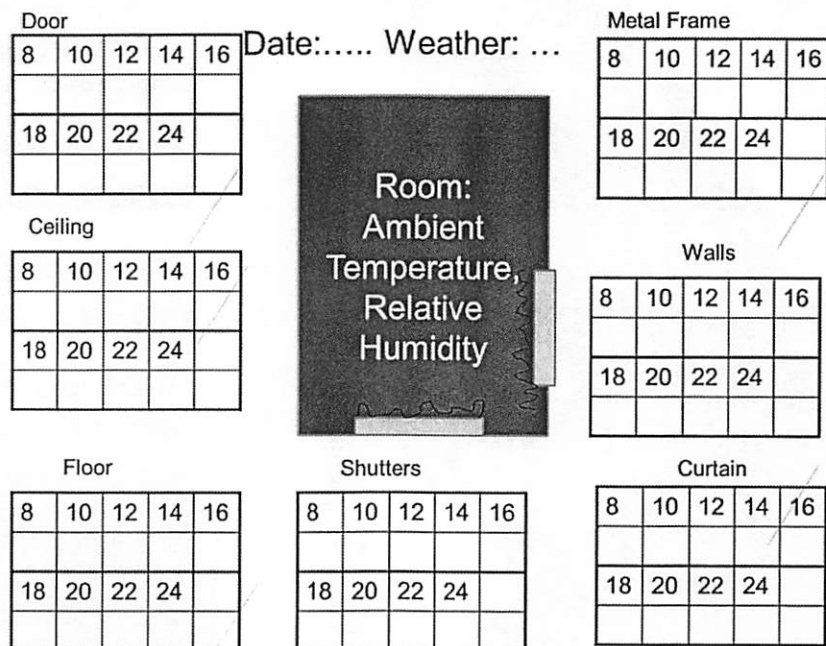 Door
8 10 12 14 16
18 20 22 24
Date:..... Weather: ...
Metal Frame
8 10 12 14 16
18 20 22 24
Room:
Ambient
Temperature,
Relative
Humidity
Ceiling
8 10 12 14 16
18 20 22 24
Walls
8 10 12 14 16
18 20 22 24
Floor
8 10 12 14 16
18 20 22 24
Shutters
8 10 12 14 16
18 20 22 24
Curtain
8 10 12 14 16
18 20 22 24